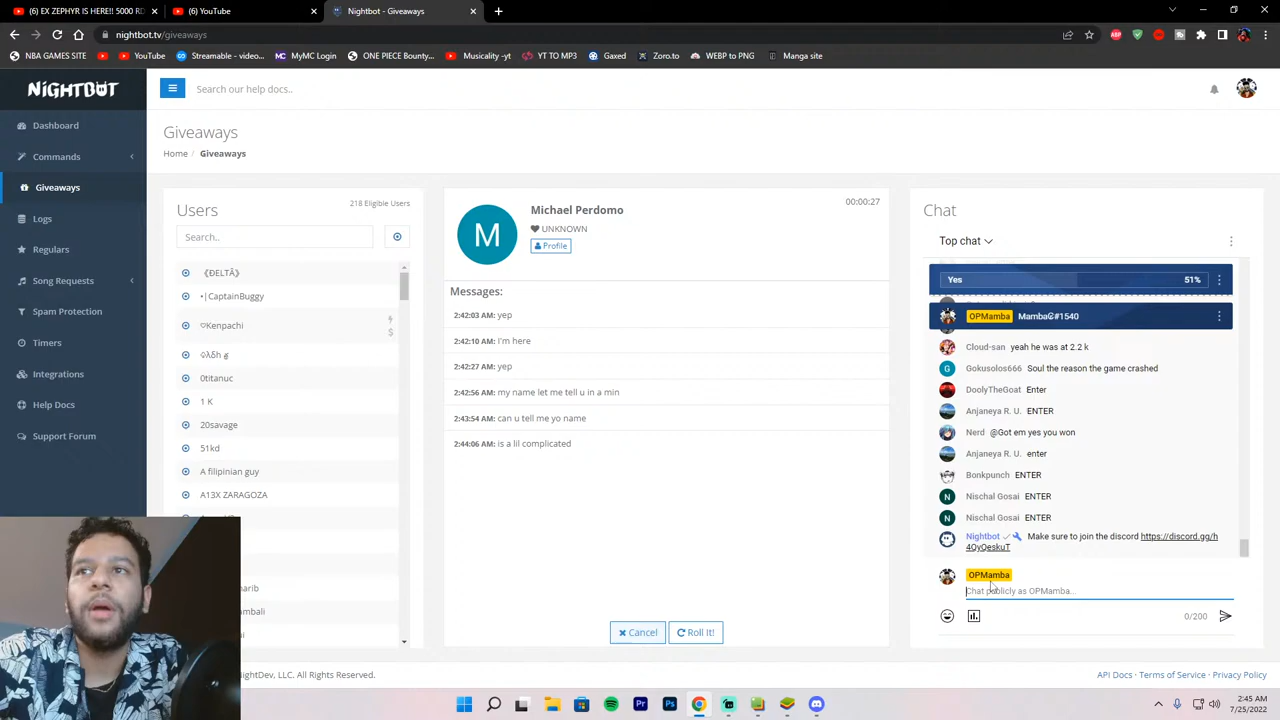 (6) EX ZEPHYR IS HERE!! 5000 RD
(6) YouTube
Nightbot - Giveaways
nightbot.tv/giveaways
NBA GAMES SITE
YouTube
Streamable - video...
MyMC Login
ONE PIECE Bounty...
Musicality -yt
YT TO MP3
Gaxed
Zoro.to
WEBP to PNG
Manga site
NIGHTBOT
Search our help docs..
Dashboard
Commands
Giveaways
Logs
Regulars
Song Requests
Spam Protection
Timers
Integrations
Help Docs
Support Forum
Giveaways
Home / Giveaways
Users
218 Eligible Users
Search..
《ĐELTÂ》
•|CaptainBuggy
♡Kenpachi
0titanuc
1 K
20savage
51kd
A filipinian guy
A13X ZARAGOZA
M
Michael Perdomo
00:00:27
UNKNOWN
Profile
Messages:
2:42:03 AM: yep
2:42:10 AM: I'm here
2:42:27 AM: yep
2:42:56 AM: my name let me tell u in a min
2:43:54 AM: can u tell me yo name
2:44:06 AM: is a lil complicated
Cancel
Roll It!
Chat
Top chat
Yes 51%
OPMamba Mamba₢#1540
Cloud-san yeah he was at 2.2 k
G Gokusolos666 Soul the reason the game crashed
DoolyTheGoat Enter
Anjaneya R. U. ENTER
Nerd @Got em yes you won
Anjaneya R. U. enter
Bonkpunch ENTER
N Nischal Gosai ENTER
N Nischal Gosai ENTER
Nightbot Make sure to join the discord https://discord.gg/h
4QyQeskuT
OPMamba
Chat publicly as OPMamba...
0/200
NightDev, LLC. All Rights Reserved.
API Docs - Terms of Service - Privacy Policy
2:45 AM
7/25/2022